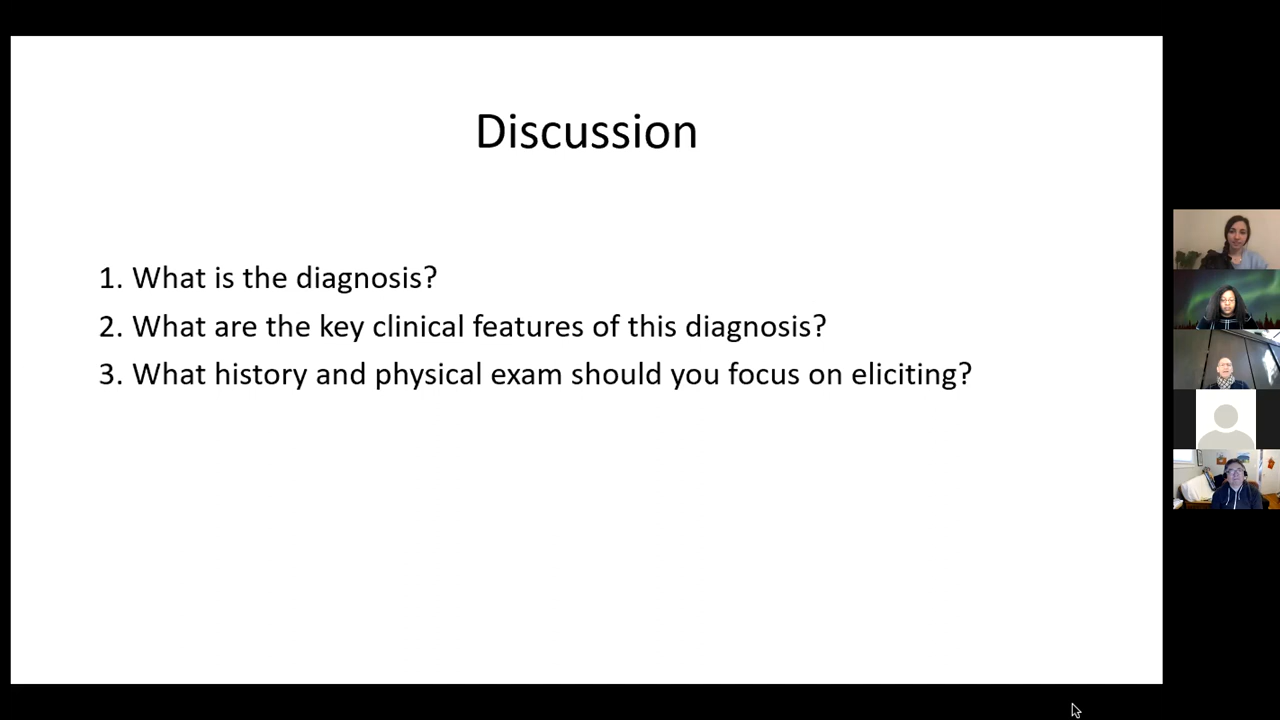 Discussion
1. What is the diagnosis?
2. What are the key clinical features of this diagnosis?
3. What history and physical exam should you focus on eliciting?